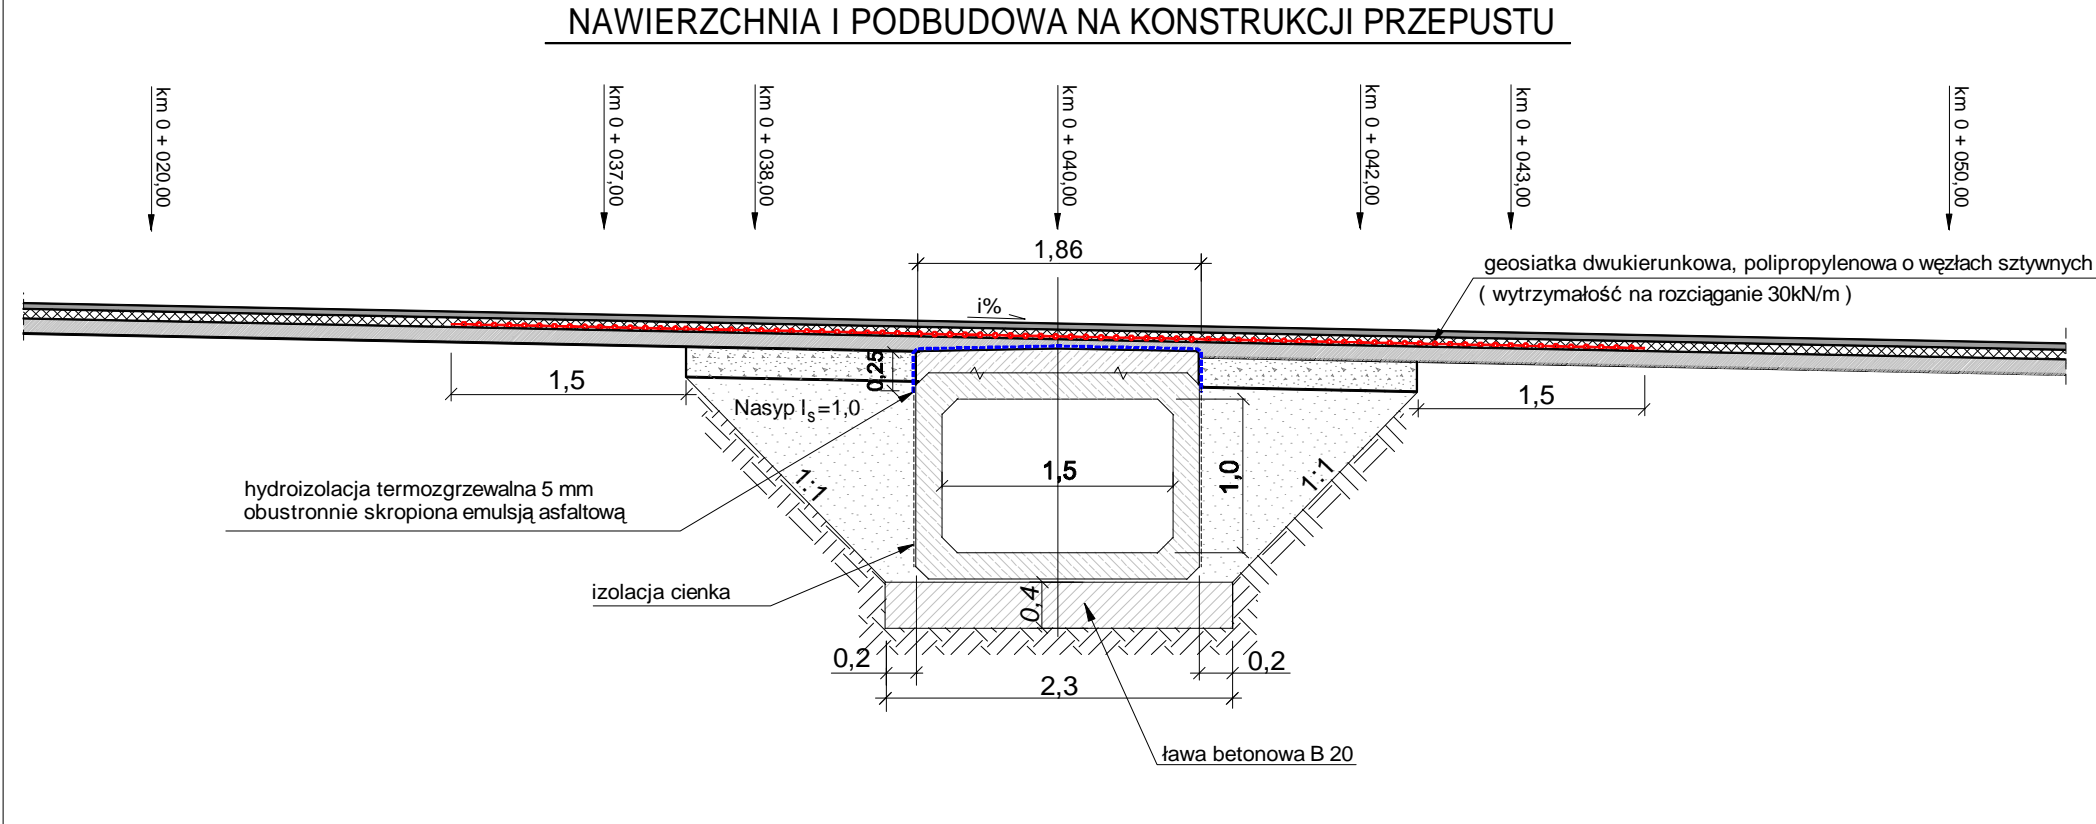 NAWIERZCHNIA I PODBUDOWA NA KONSTRUKCJI PRZEPUSTU
km 0 + 020,00
km 0 + 037,00
km 0 + 038,00
km 0 + 040,00
km 0 + 042,00
km 0 + 043,00
km 0 + 050,00
1,86
geosiatka dwukierunkowa, polipropylenowa o węzłach sztywnych
( wytrzymałość na rozciąganie 30kN/m )
i%
0,25
1,5
1,5
Nasyp Is=1,0
1:1
1,5
1,0
1:1
hydroizolacja termozgrzewalna 5 mm
obustronnie skropiona emulsją asfaltową
izolacja cienka
0,4
0,2
0,2
2,3
ława betonowa B 20